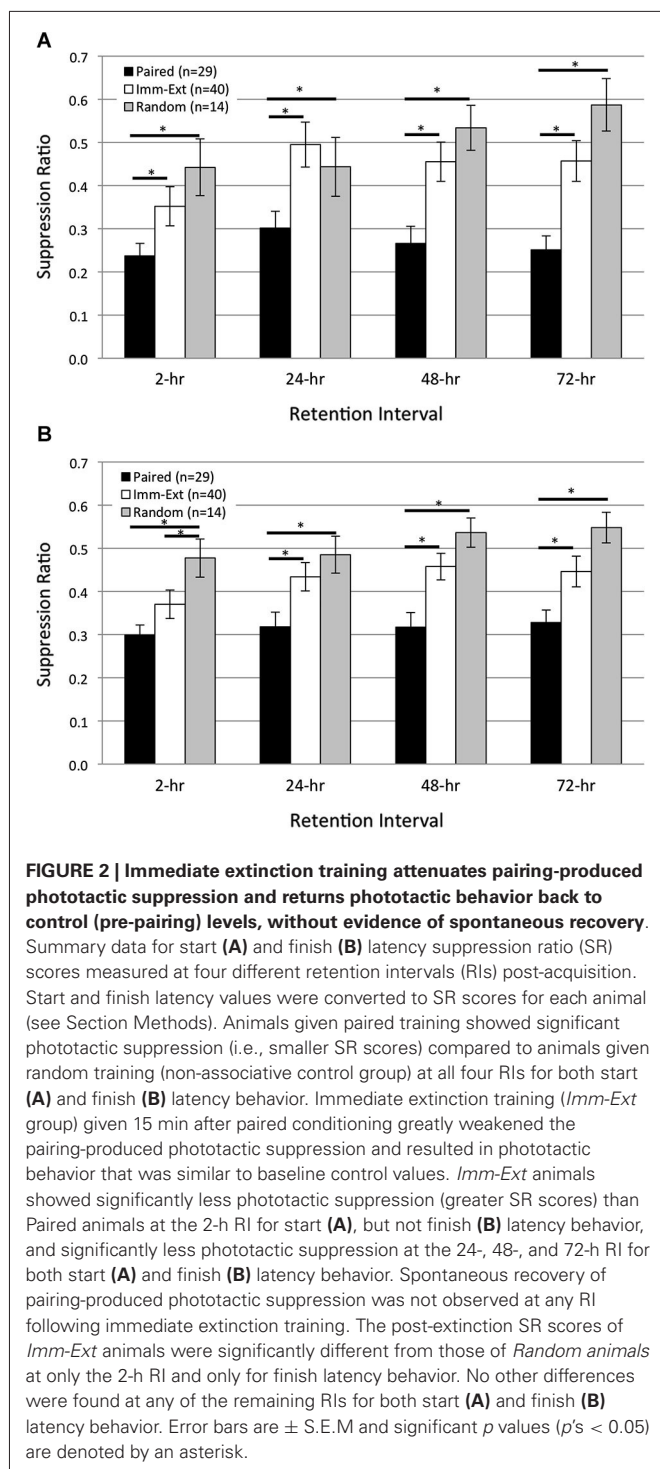 A
0.7
Paired (n=29)
Imm-Ext (n=40)
Random (n=14)
*
*
*
*
*
*
*
*
0.6
0.5
0.4
0.3
0.2
0.1
0.0
Suppression Ratio
2-hr
24-hr
48-hr
72-hr
Retention Interval
B
0.7
Paired (n=29)
Imm-Ext (n=40)
Random (n=14)
*
*
*
*
*
*
*
*
*
0.6
0.5
0.4
0.3
0.2
0.1
0.0
Suppression Ratio
2-hr
24-hr
48-hr
72-hr
Retention Interval
FIGURE 2 | Immediate extinction training attenuates pairing-produced
phototactic suppression and returns phototactic behavior back to
control (pre-pairing) levels, without evidence of spontaneous recovery.
Summary data for start (A) and finish (B) latency suppression ratio (SR)
scores measured at four different retention intervals (RIs) post-acquisition.
Start and finish latency values were converted to SR scores for each animal
(see Section Methods). Animals given paired training showed significant
phototactic suppression (i.e., smaller SR scores) compared to animals given
random training (non-associative control group) at all four RIs for both start
(A) and finish (B) latency behavior. Immediate extinction training (Imm-Ext
group) given 15 min after paired conditioning greatly weakened the
pairing-produced phototactic suppression and resulted in phototactic
behavior that was similar to baseline control values. Imm-Ext animals
showed significantly less phototactic suppression (greater SR scores) than
Paired animals at the 2-h RI for start (A), but not finish (B) latency behavior,
and significantly less phototactic suppression at the 24-, 48-, and 72-h RI for
both start (A) and finish (B) latency behavior. Spontaneous recovery of
pairing-produced phototactic suppression was not observed at any RI
following immediate extinction training. The post-extinction SR scores of
Imm-Ext animals were significantly different from those of Random animals
at only the 2-h RI and only for finish latency behavior. No other differences
were found at any of the remaining RIs for both start (A) and finish (B)
latency behavior. Error bars are ± S.E.M and significant p values (p's < 0.05)
are denoted by an asterisk.